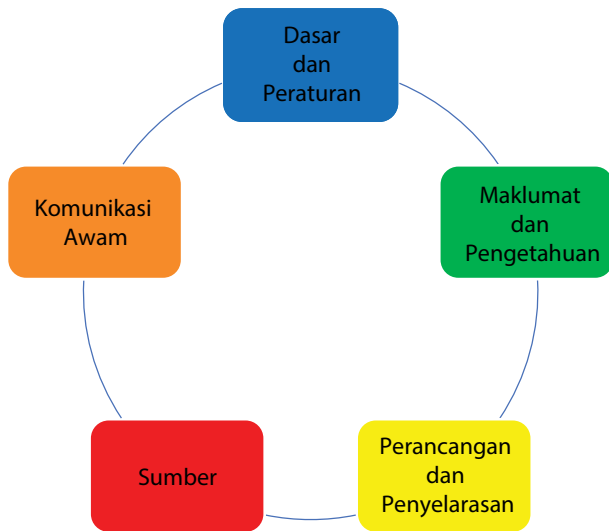 Dasar
dan
Peraturan
Maklumat
dan
Pengetahuan
Perancangan
dan
Penyelarasan
Sumber
Komunikasi
Awam